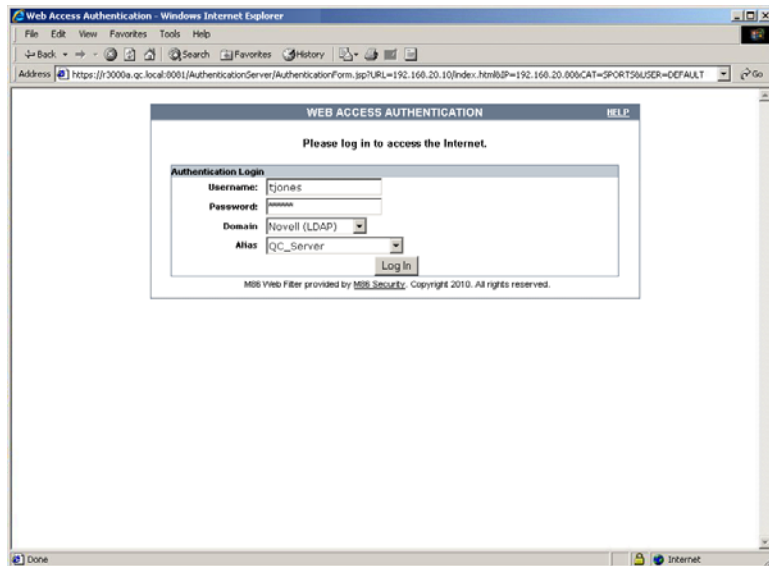 Web Access Authentication - Windows Internet Explorer
File Edit View Favorites Tools Help
Back Search Favorites History
Address https://r3000a.qc.local:8081/AuthenticationServer/AuthenticationForm.jsp?URL=192.168.20.10/index.html&IP=192.168.20.80&CAT=SPORTS&USER=DEFAULT Go
WEB ACCESS AUTHENTICATION HELP
Please log in to access the Internet.
Authentication Login
Username: tjones
Password:
Domain Novell (LDAP)
Alias QC_Server
Log In
M86 Web Filter provided by M86 Security. Copyright 2010. All rights reserved.
Done Internet